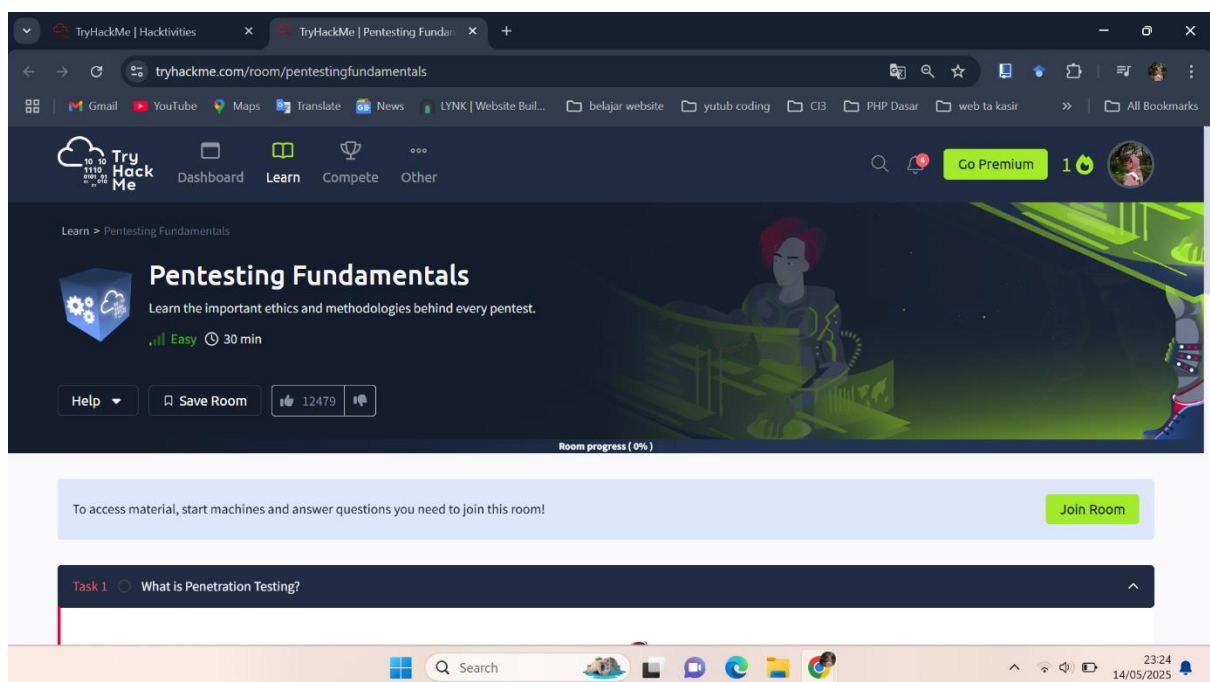 TryHackMe | Hacktivities
TryHackMe | Pentesting Fundam
tryhackme.com/room/pentestingfundamentals
Gmail YouTube Maps Translate News LYNK | Website Buil... belajar website yutub coding CI3 PHP Dasar web ta kasir » All Bookmarks
Try Hack Me
Dashboard Learn Compete Other
4
Go Premium
1
Learn > Pentesting Fundamentals
Pentesting Fundamentals
Learn the important ethics and methodologies behind every pentest.
Easy 30 min
Help Save Room 12479
Room progress ( 0% )
To access material, start machines and answer questions you need to join this room!
Join Room
Task 1 What is Penetration Testing?
Search
23:24
14/05/2025